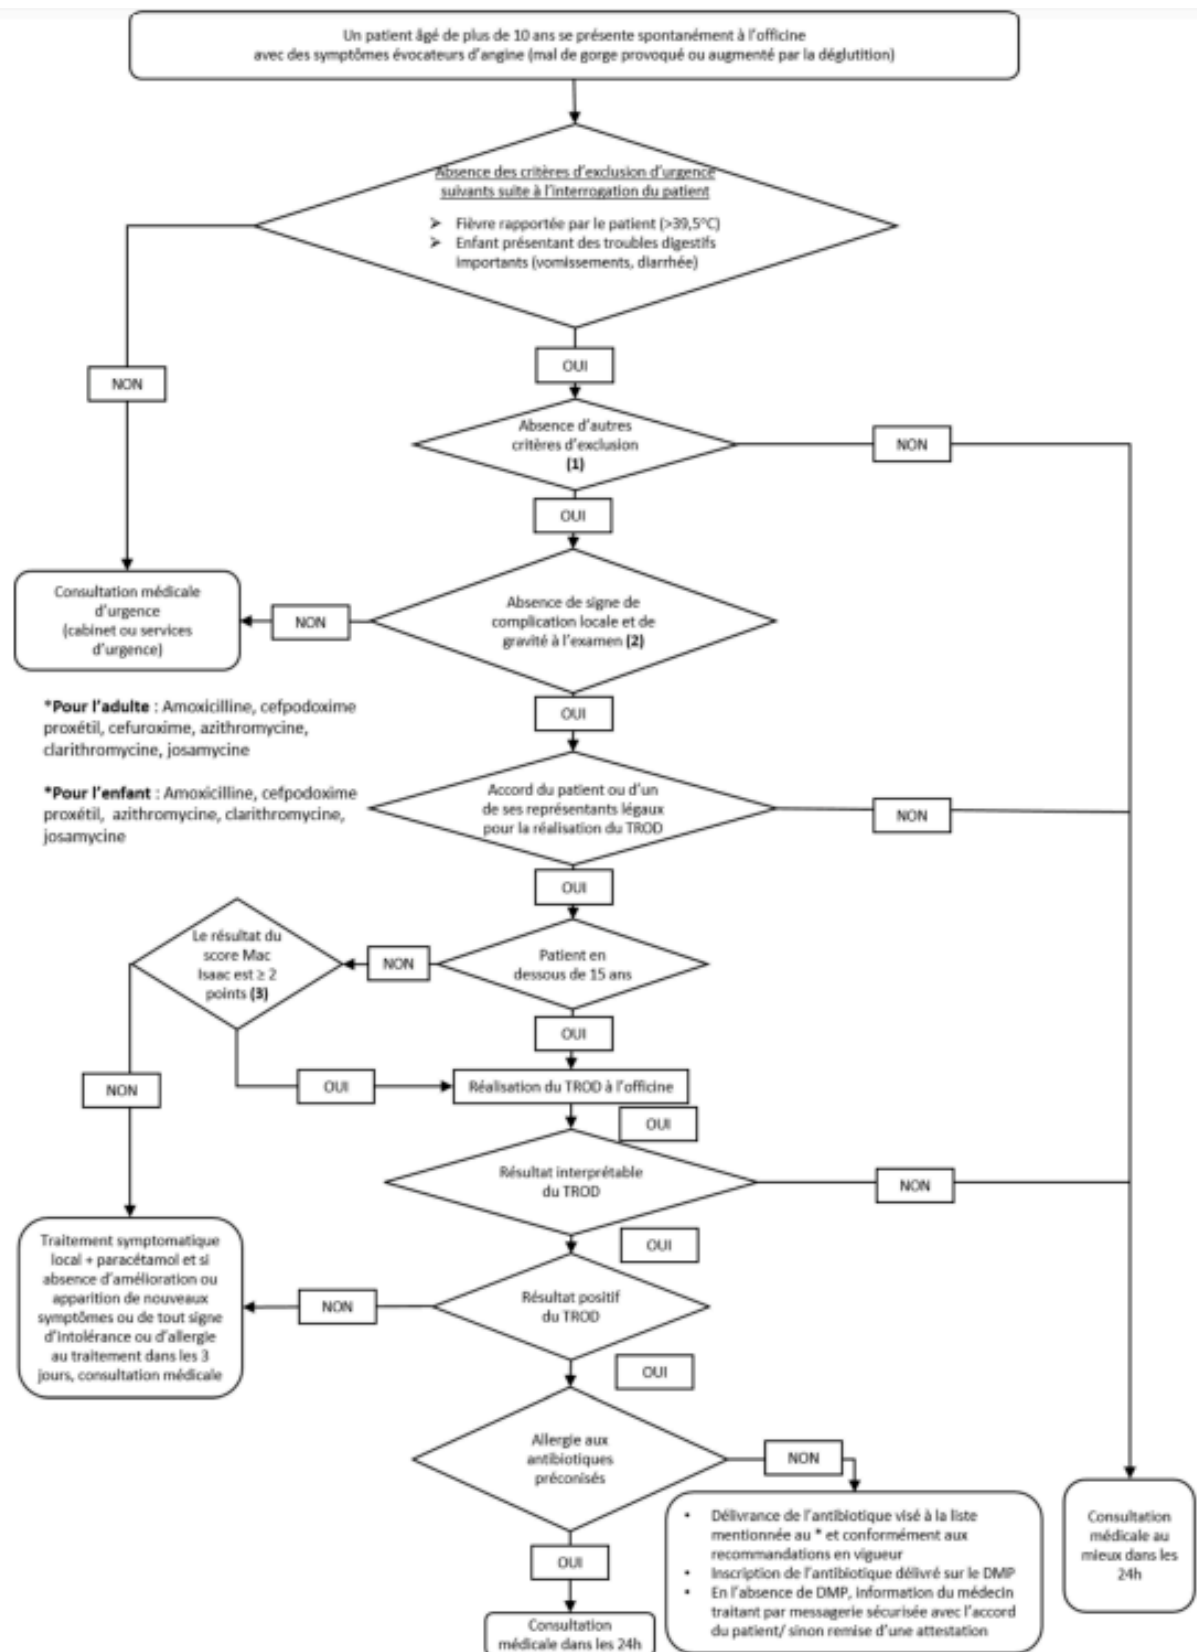 Un patient âgé de plus de 10 ans se présente spontanément à l'officine
avec des symptômes évocateurs d'angine (mal de gorge provoqué ou augmenté par la déglutition)
Absence des critères d'exclusion d'urgence
suivants suite à l'interrogation du patient
➢ Fièvre rapportée par le patient (>39,5°C)
➢ Enfant présentant des troubles digestifs
importants (vomissements, diarrhée)
NON
OUI
Absence d'autres
critères d'exclusion
(1)
NON
OUI
Absence de signe de
complication locale et de
gravité à l'examen (2)
NON
Consultation médicale
d'urgence
(cabinet ou services
d'urgence)
OUI
*Pour l'adulte : Amoxicilline, cefpodoxime
proxétil, cefuroxime, azithromycine,
clarithromycine, josamycine
*Pour l'enfant : Amoxicilline, cefpodoxime
proxétil, azithromycine, clarithromycine,
josamycine
Accord du patient ou d'un
de ses représentants légaux
pour la réalisation du TROD
NON
OUI
Patient en
dessous de 15 ans
NON
Le résultat du
score Mac
Isaac est ≥ 2
points (3)
OUI
NON
OUI
Réalisation du TROD à l'officine
OUI
Résultat interprétable
du TROD
NON
OUI
Résultat positif
du TROD
NON
Traitement symptomatique
local + paracétamol et si
absence d'amélioration ou
apparition de nouveaux
symptômes ou de tout signe
d'intolérance ou d'allergie
au traitement dans les 3
jours, consultation médicale
OUI
Allergie aux
antibiotiques
préconisés
NON
• Délivrance de l'antibiotique visé à la liste
mentionnée au * et conformément aux
recommandations en vigueur
• Inscription de l'antibiotique délivré sur le DMP
• En l'absence de DMP, information du médecin
traitant par messagerie sécurisée avec l'accord
du patient/ sinon remise d'une attestation
Consultation
médicale au
mieux dans les
24h
OUI
Consultation
médicale dans les 24h